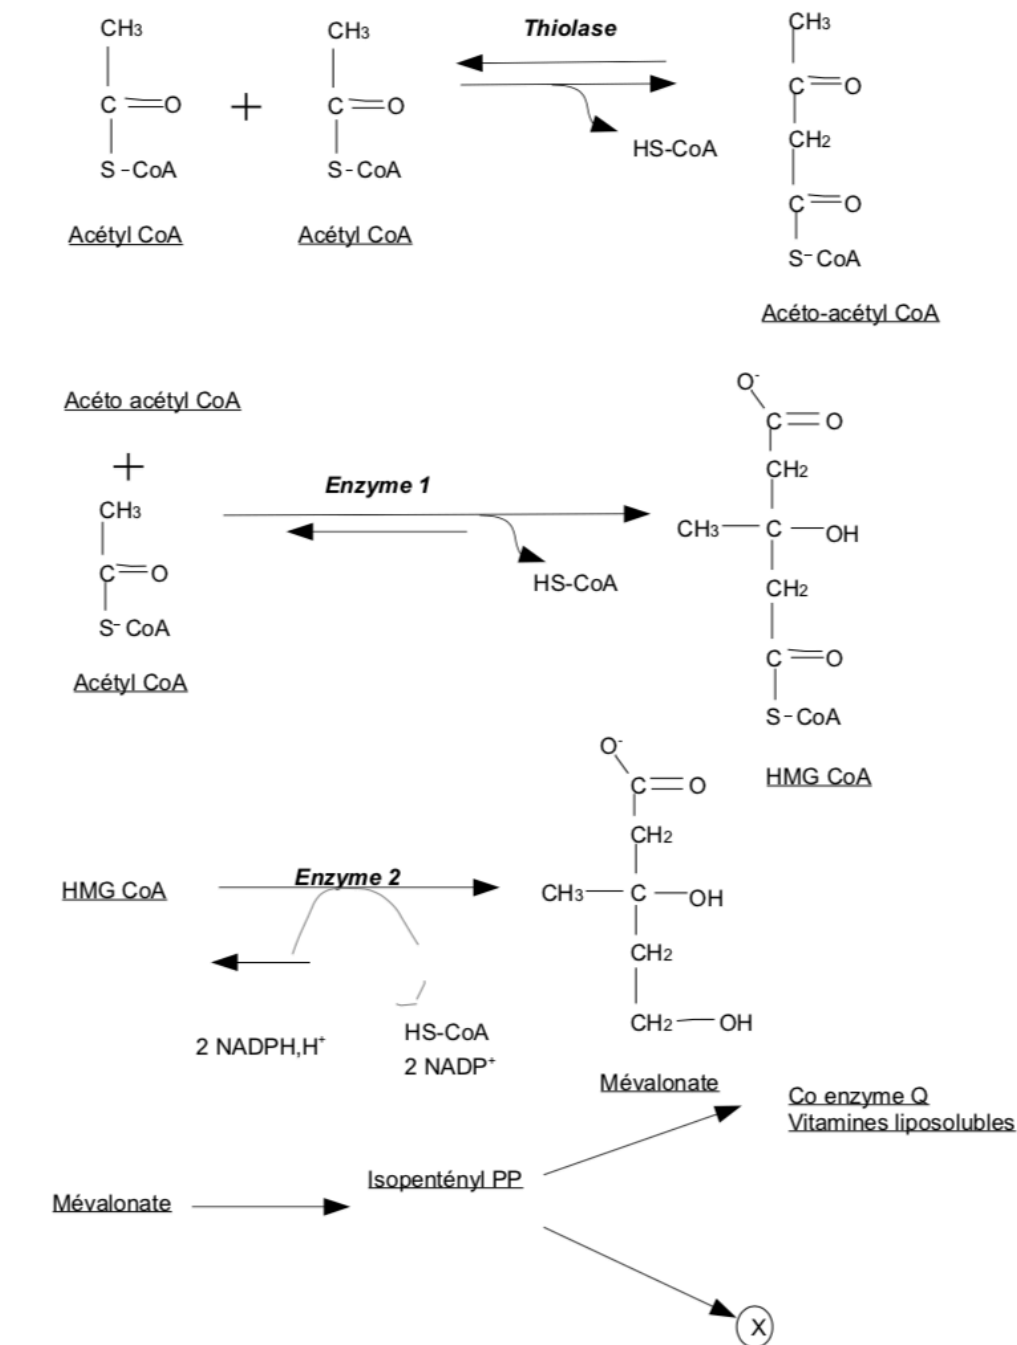 CH3 CH3 Thiolase CH3
C=O + C=O C=O
HS-CoA CH2
S-CoA S-CoA
C=O
Acétyl CoA Acétyl CoA
S-CoA
Acéto-acétyl CoA
O-
Acéto acétyl CoA
C=O
+
CH2
Enzyme 1
CH3
CH3-C-OH
C=O
HS-CoA
CH2
S-CoA
C=O
Acétyl CoA
S-CoA
O-
HMG CoA
C=O
CH2
Enzyme 2
HMG CoA
CH3-C-OH
CH2
CH2-OH
HS-CoA
2 NADPH,H+
2 NADP+
Mévalonate
Co enzyme Q
Vitamines liposolubles
Isopentényl PP
Mévalonate
X